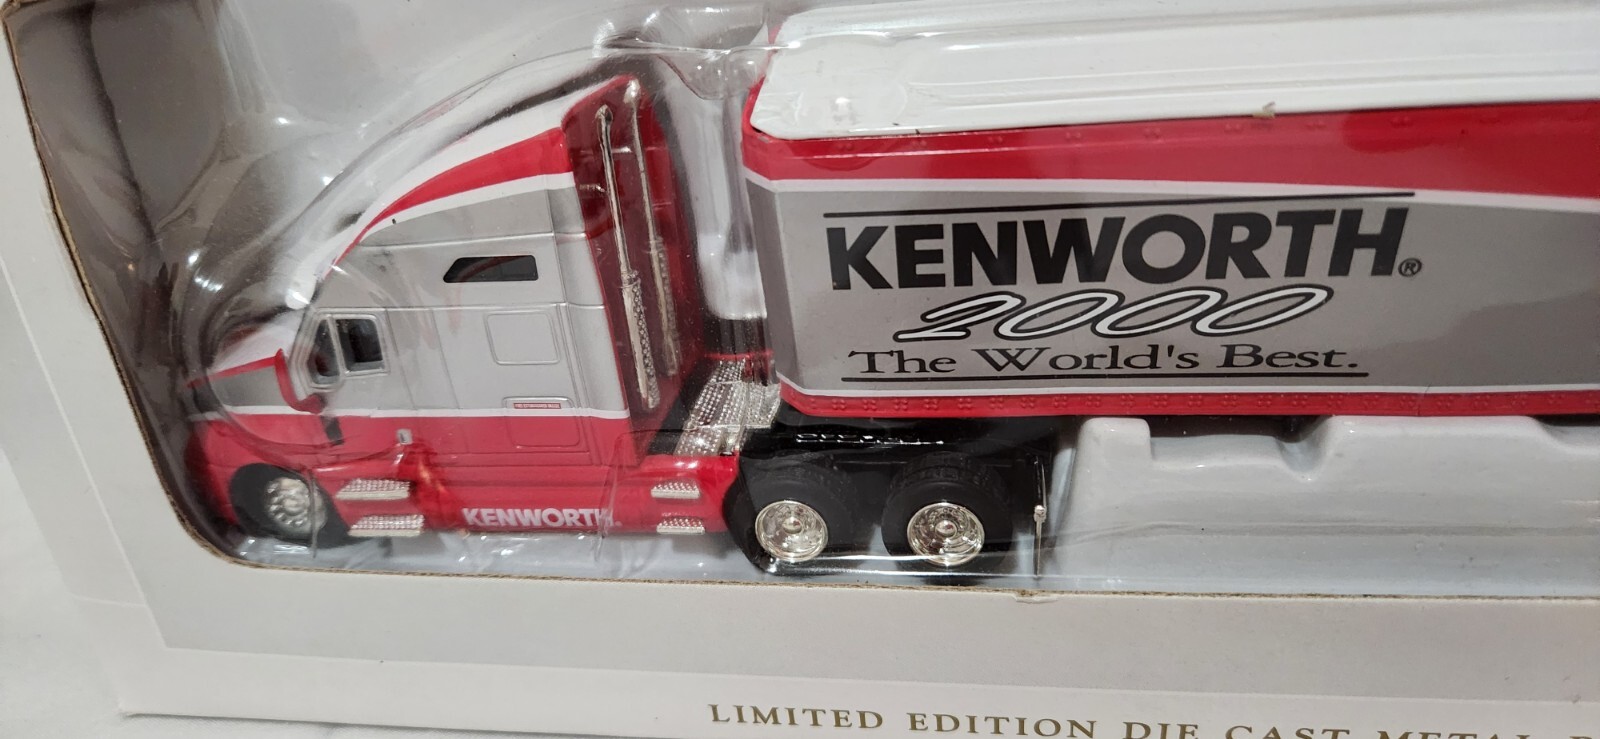 KENWORTH®
2000
The World's Best.
KENWORTH.
LIMITED EDITION DIE CAST METAL